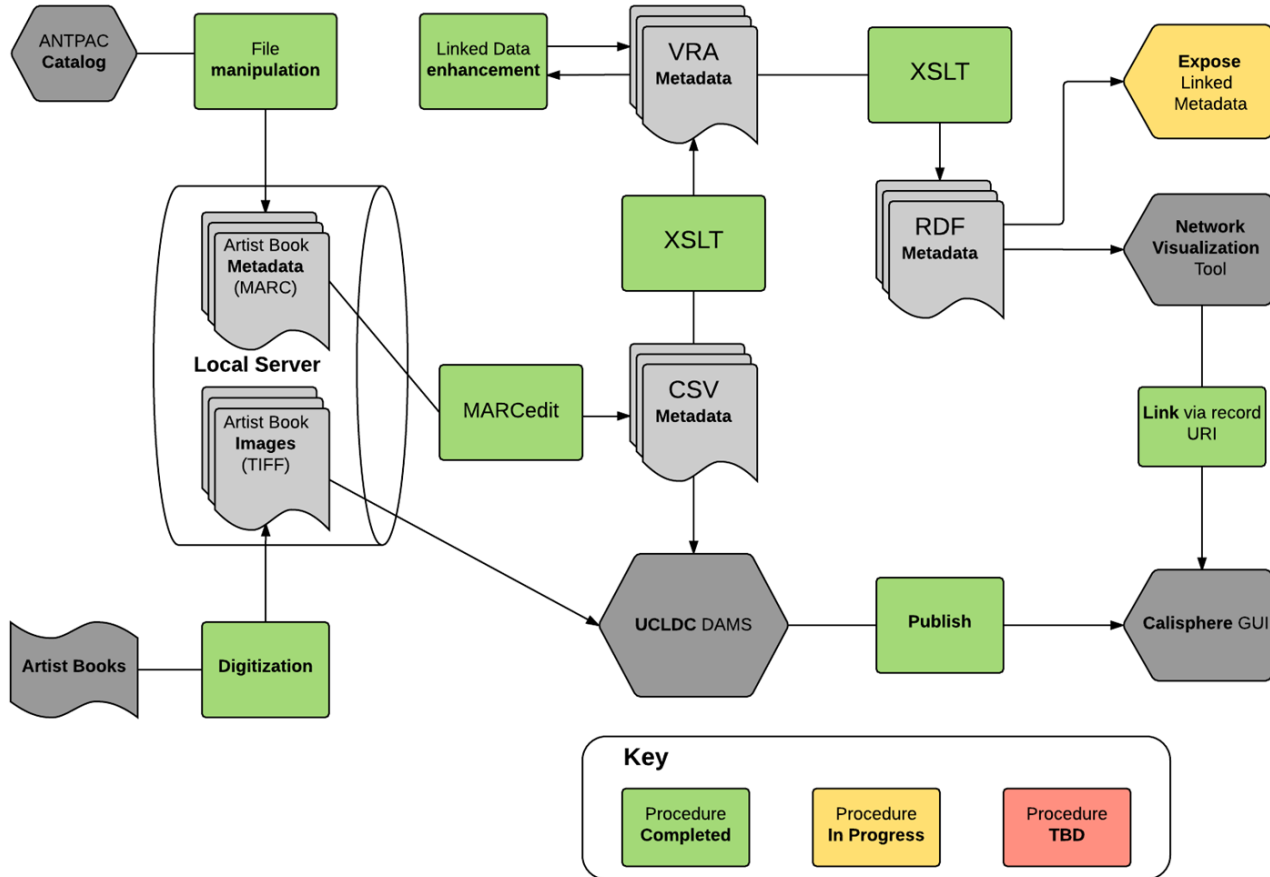 ANTPAC
Catalog
File
manipulation
Linked Data
enhancement
VRA
Metadata
XSLT
Expose
Linked
Metadata
Artist Book
Metadata
(MARC)
XSLT
RDF
Metadata
Network
Visualization
Tool
Local Server
Artist Book
Images
(TIFF)
MARCedit
CSV
Metadata
Link via record
URI
Artist Books
Digitization
UCLDC DAMS
Publish
Calisphere GUI
Key
Procedure
Completed
Procedure
In Progress
Procedure
TBD